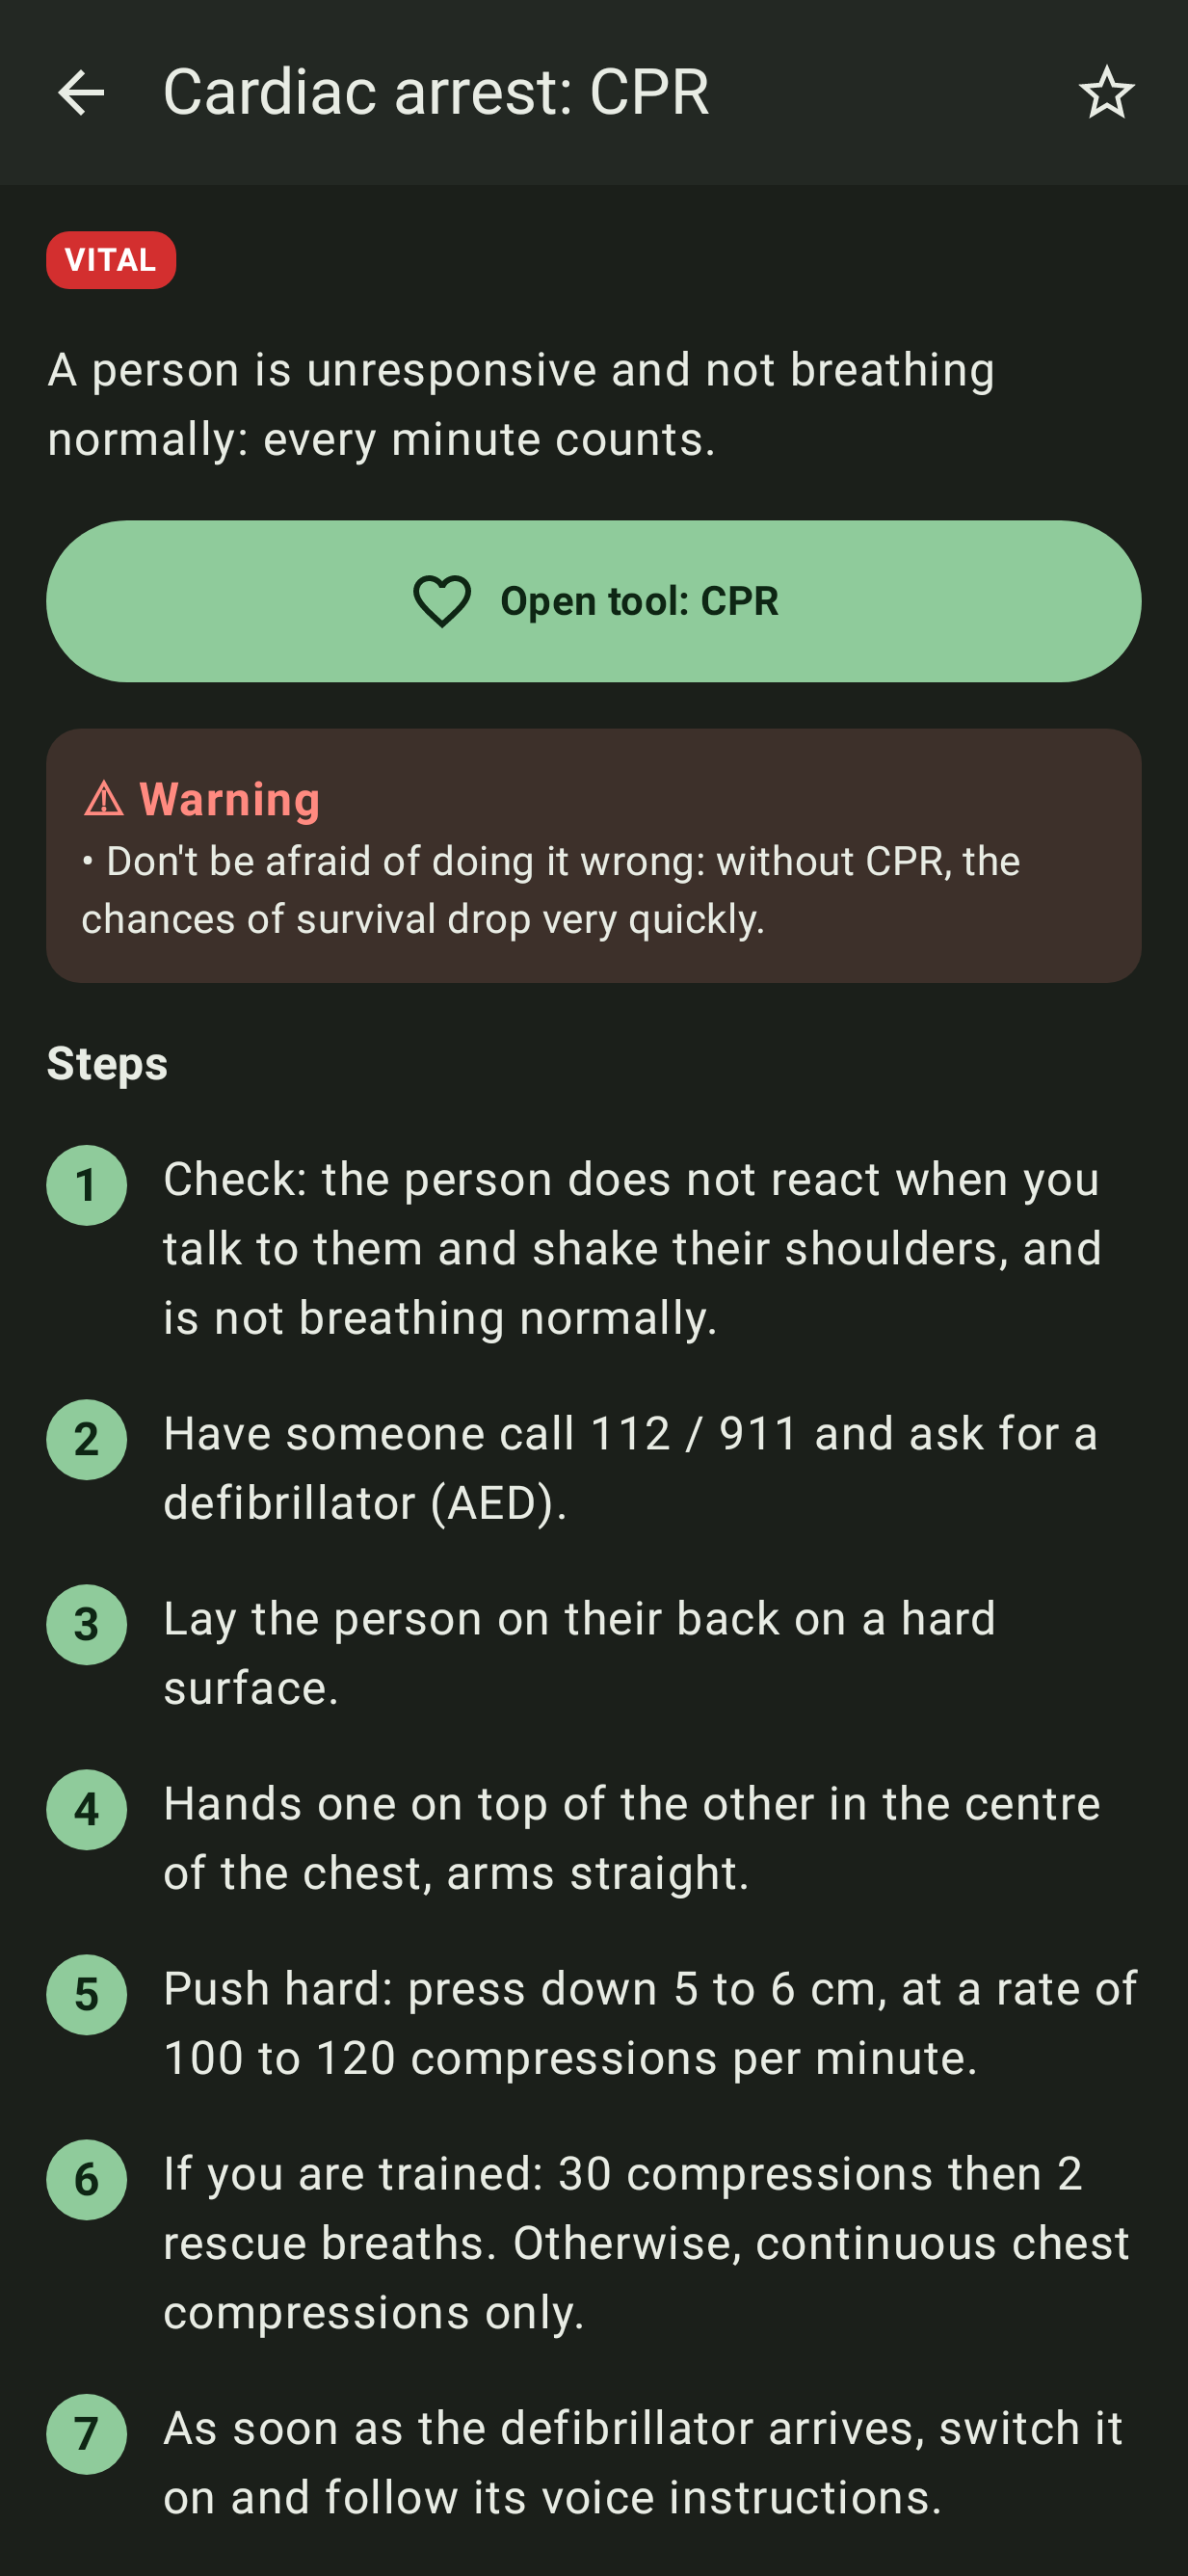 Cardiac arrest: CPR
VITAL
A person is unresponsive and not breathing
normally: every minute counts.
Open tool: CPR
⚠ Warning
• Don't be afraid of doing it wrong: without CPR, the
chances of survival drop very quickly.
Steps
1 Check: the person does not react when you
talk to them and shake their shoulders, and
is not breathing normally.
2 Have someone call 112 / 911 and ask for a
defibrillator (AED).
3 Lay the person on their back on a hard
surface.
4 Hands one on top of the other in the centre
of the chest, arms straight.
5 Push hard: press down 5 to 6 cm, at a rate of
100 to 120 compressions per minute.
6 If you are trained: 30 compressions then 2
rescue breaths. Otherwise, continuous chest
compressions only.
7 As soon as the defibrillator arrives, switch it
on and follow its voice instructions.